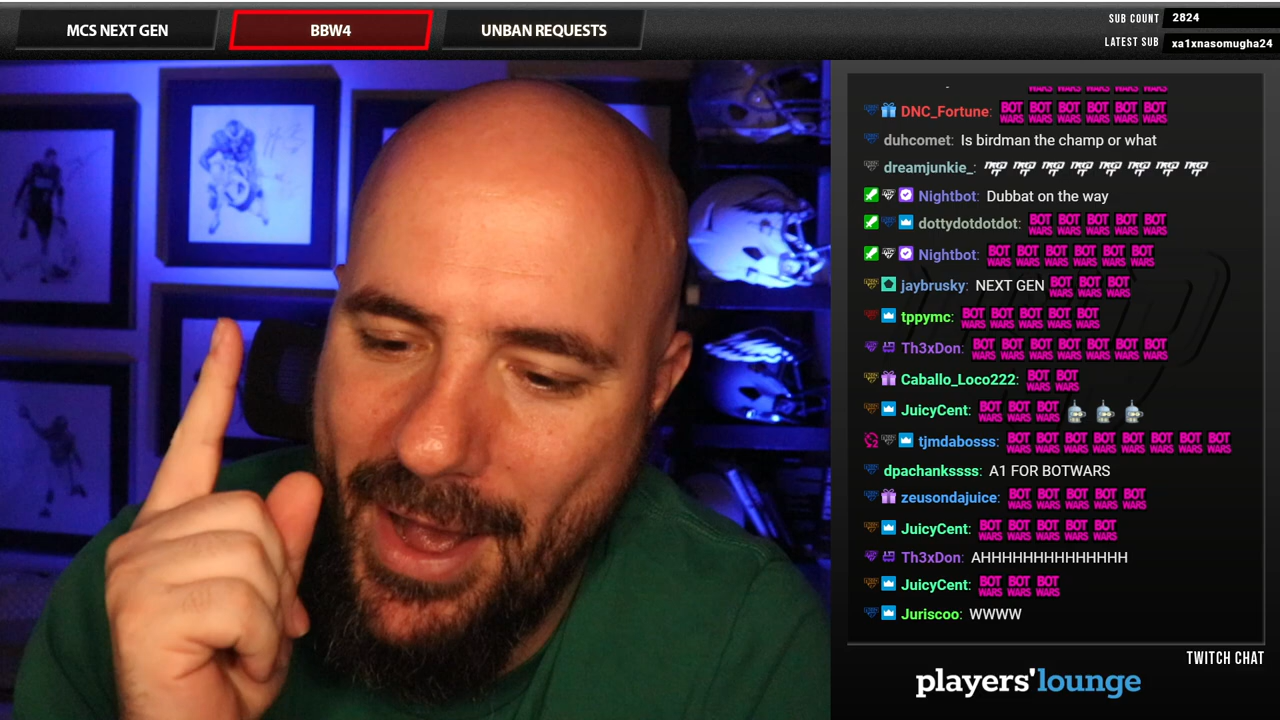 MCS NEXT GEN
BBW4
UNBAN REQUESTS
SUB COUNT 2824
LATEST SUB xa1xnasomugha24
DNC_Fortune: BOT WARS BOT WARS BOT WARS BOT WARS BOT WARS
duhcomet: Is birdman the champ or what
dreamjunkie_:
Nightbot: Dubbat on the way
dottydotdotdot: BOT WARS BOT WARS BOT WARS BOT WARS BOT WARS
Nightbot: BOT WARS BOT WARS BOT WARS BOT WARS BOT WARS BOT WARS
jaybrusky: NEXT GEN BOT WARS BOT WARS BOT WARS
tppymc: BOT WARS BOT WARS BOT WARS BOT WARS BOT WARS
Th3xDon: BOT WARS BOT WARS BOT WARS BOT WARS BOT WARS BOT WARS BOT WARS
Caballo_Loco222: BOT WARS BOT WARS
JuicyCent: BOT WARS BOT WARS BOT WARS
tjmdabosss: BOT WARS BOT WARS BOT WARS BOT WARS BOT WARS BOT WARS BOT WARS BOT WARS
dpachankssss: A1 FOR BOTWARS
zeusondajuice: BOT WARS BOT WARS BOT WARS BOT WARS BOT WARS
JuicyCent: BOT WARS BOT WARS BOT WARS BOT WARS BOT WARS
Th3xDon: AHHHHHHHHHHHHHH
JuicyCent: BOT WARS BOT WARS BOT WARS
Juriscoo: WWWW
TWITCH CHAT
players'lounge